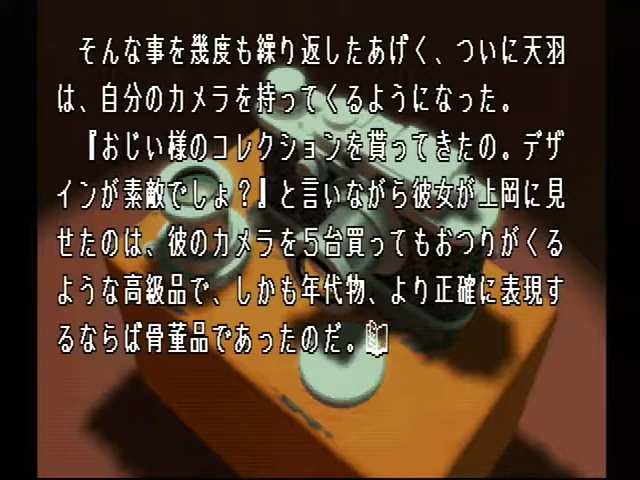 そんな事を幾度も繰り返したあげく、ついに天羽
は、自分のカメラを持ってくるようになった。
『おじい様のコレクションを貰ってきたの。デザ
インが素敵でしょ？』と言いながら彼女が上岡に見
せたのは、彼のカメラを５台買ってもおつりがくる
ような高級品で、しかも年代物、より正確に表現す
るならば骨董品であったのだ。